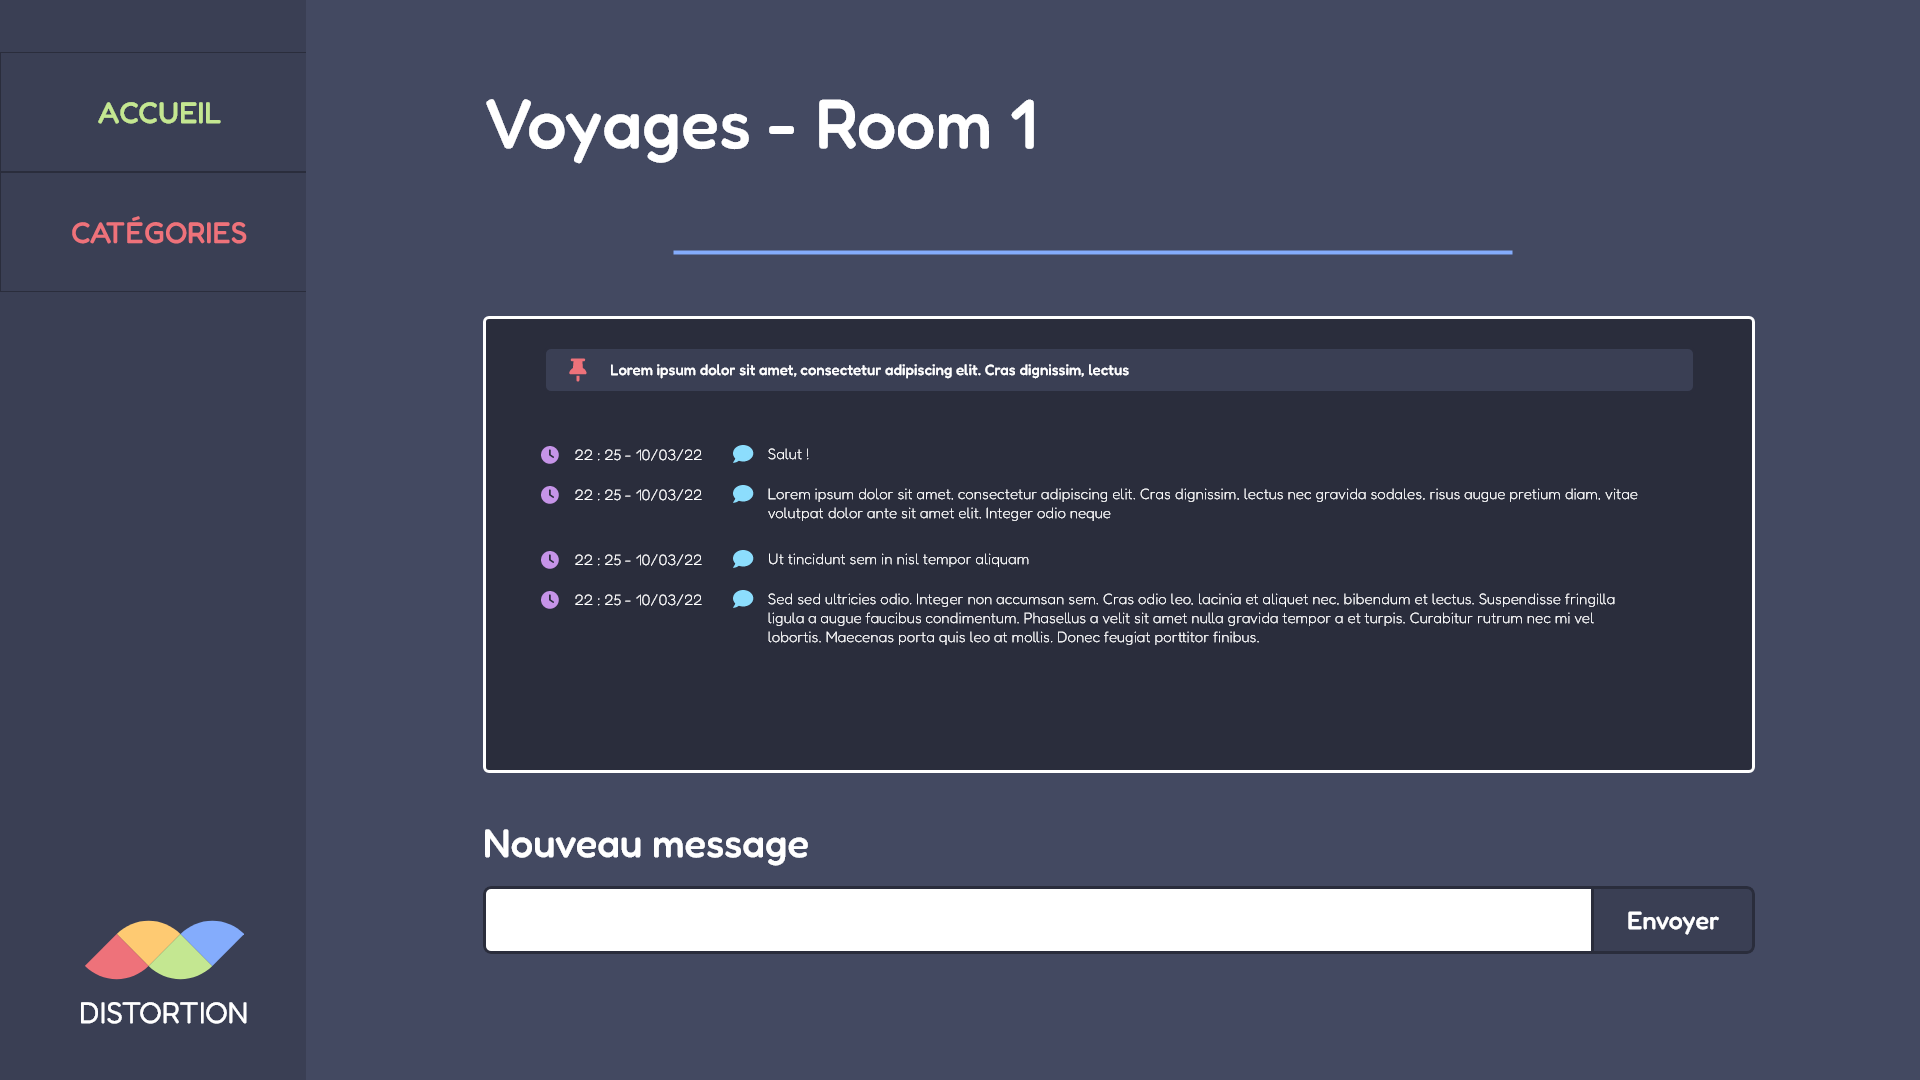 ACCUEIL
CATÉGORIES
DISTORTION
Voyages - Room 1
Lorem ipsum dolor sit amet, consectetur adipiscing elit. Cras dignissim, lectus
22 : 25 - 10/03/22 Salut !
22 : 25 - 10/03/22 Lorem ipsum dolor sit amet, consectetur adipiscing elit. Cras dignissim, lectus nec gravida sodales, risus augue pretium diam, vitae
volutpat dolor ante sit amet elit. Integer odio neque
22 : 25 - 10/03/22 Ut tincidunt sem in nisl tempor aliquam
22 : 25 - 10/03/22 Sed sed ultricies odio. Integer non accumsan sem. Cras odio leo, lacinia et aliquet nec, bibendum et lectus. Suspendisse fringilla
ligula a augue faucibus condimentum. Phasellus a velit sit amet nulla gravida tempor a et turpis. Curabitur rutrum nec mi vel
lobortis. Maecenas porta quis leo at mollis. Donec feugiat porttitor finibus.
Nouveau message
Envoyer